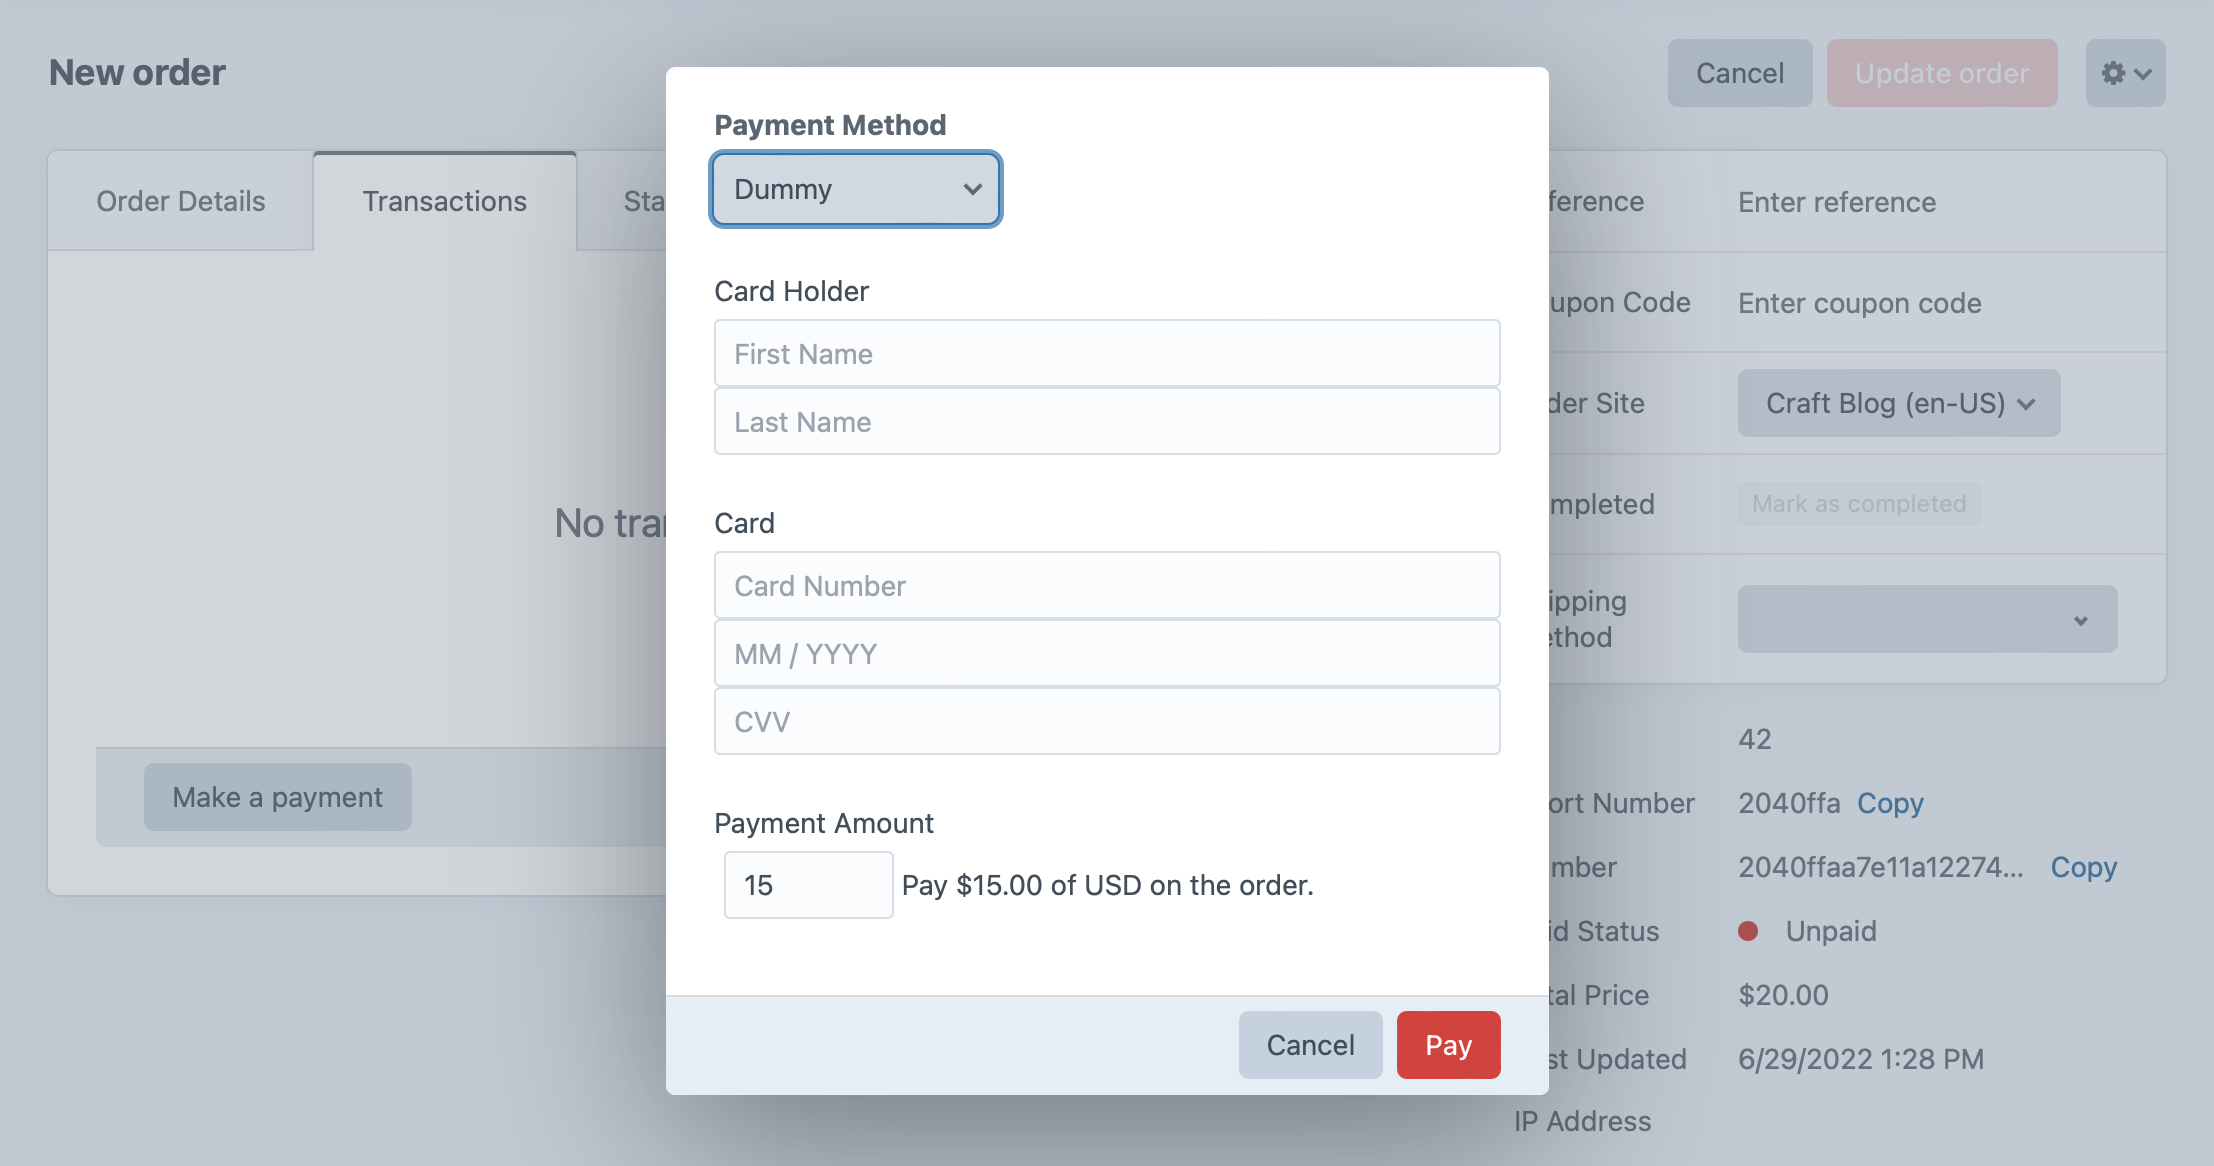 New order
Cancel
Update order
Order Details
Transactions
Sta
No tra
Make a payment
Payment Method
Dummy
Card Holder
First Name
Last Name
Card
Card Number
MM / YYYY
CVV
Payment Amount
15
Pay $15.00 of USD on the order.
Cancel
Pay
ference
Enter reference
upon Code
Enter coupon code
der Site
Craft Blog (en-US)
mpleted
Mark as completed
ipping
ethod
42
ort Number
2040ffa
Copy
mber
2040ffaa7e11a12274...
Copy
id Status
Unpaid
tal Price
$20.00
st Updated
6/29/2022 1:28 PM
IP Address